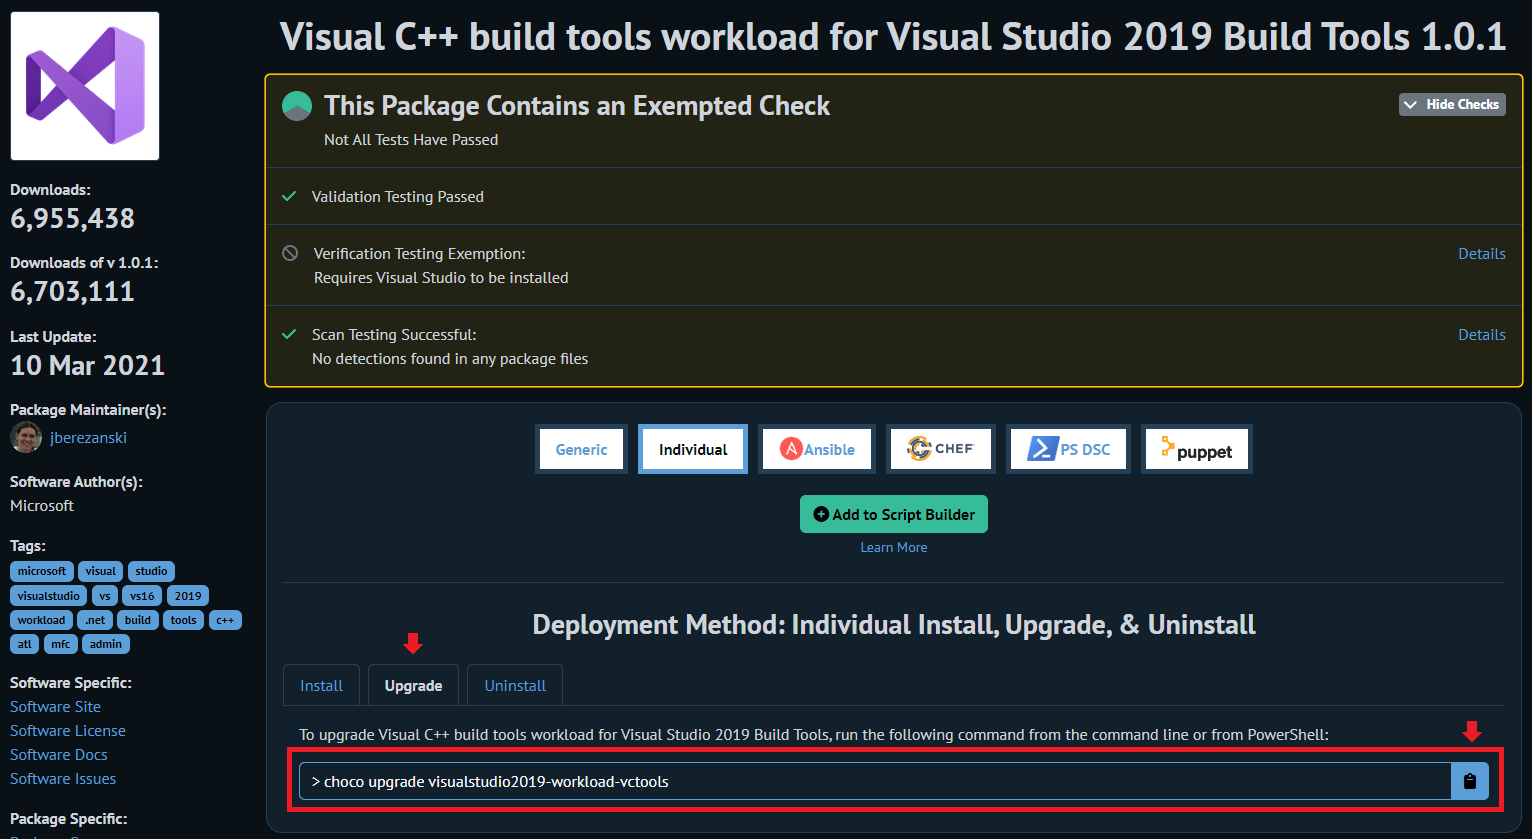 Visual C++ build tools workload for Visual Studio 2019 Build Tools 1.0.1
This Package Contains an Exempted Check
Hide Checks
Not All Tests Have Passed
Validation Testing Passed
Verification Testing Exemption:
Details
Requires Visual Studio to be installed
Scan Testing Successful:
Details
No detections found in any package files
Downloads:
6,955,438
Downloads of v 1.0.1:
6,703,111
Last Update:
10 Mar 2021
Package Maintainer(s):
jberezanski
Software Author(s):
Microsoft
Tags:
microsoft visual studio
visualstudio vs vs16 2019
workload .net build tools c++
atl mfc admin
Software Specific:
Software Site
Software License
Software Docs
Software Issues
Package Specific:
Generic Individual Ansible CHEF PS DSC puppet
Add to Script Builder
Learn More
Deployment Method: Individual Install, Upgrade, & Uninstall
Install Upgrade Uninstall
To upgrade Visual C++ build tools workload for Visual Studio 2019 Build Tools, run the following command from the command line or from PowerShell:
> choco upgrade visualstudio2019-workload-vctools